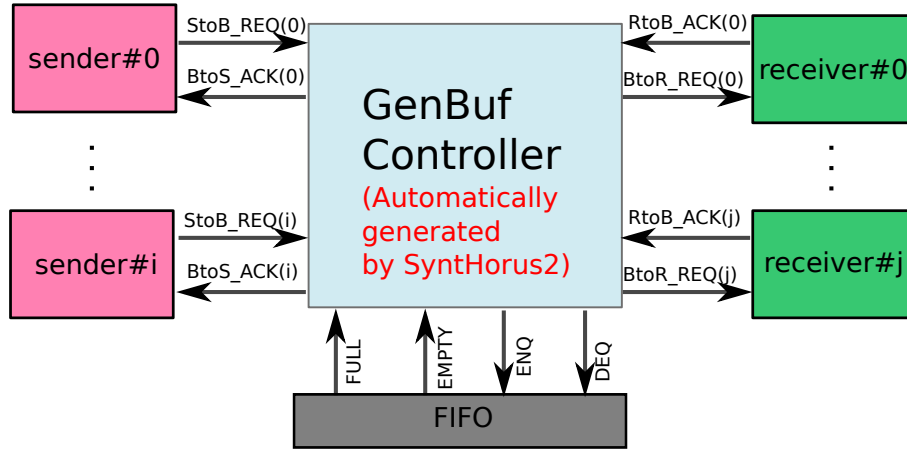 StoB_REQ(0)
RtoB_ACK(0)
sender#0
receiver#0
BtoS_ACK(0)
BtoR_REQ(0)
GenBuf
Controller
(Automatically
generated
by SyntHorus2)
StoB_REQ(i)
RtoB_ACK(j)
sender#i
receiver#j
BtoS_ACK(i)
BtoR_REQ(j)
FULL
EMPTY
ENQ
DEQ
FIFO